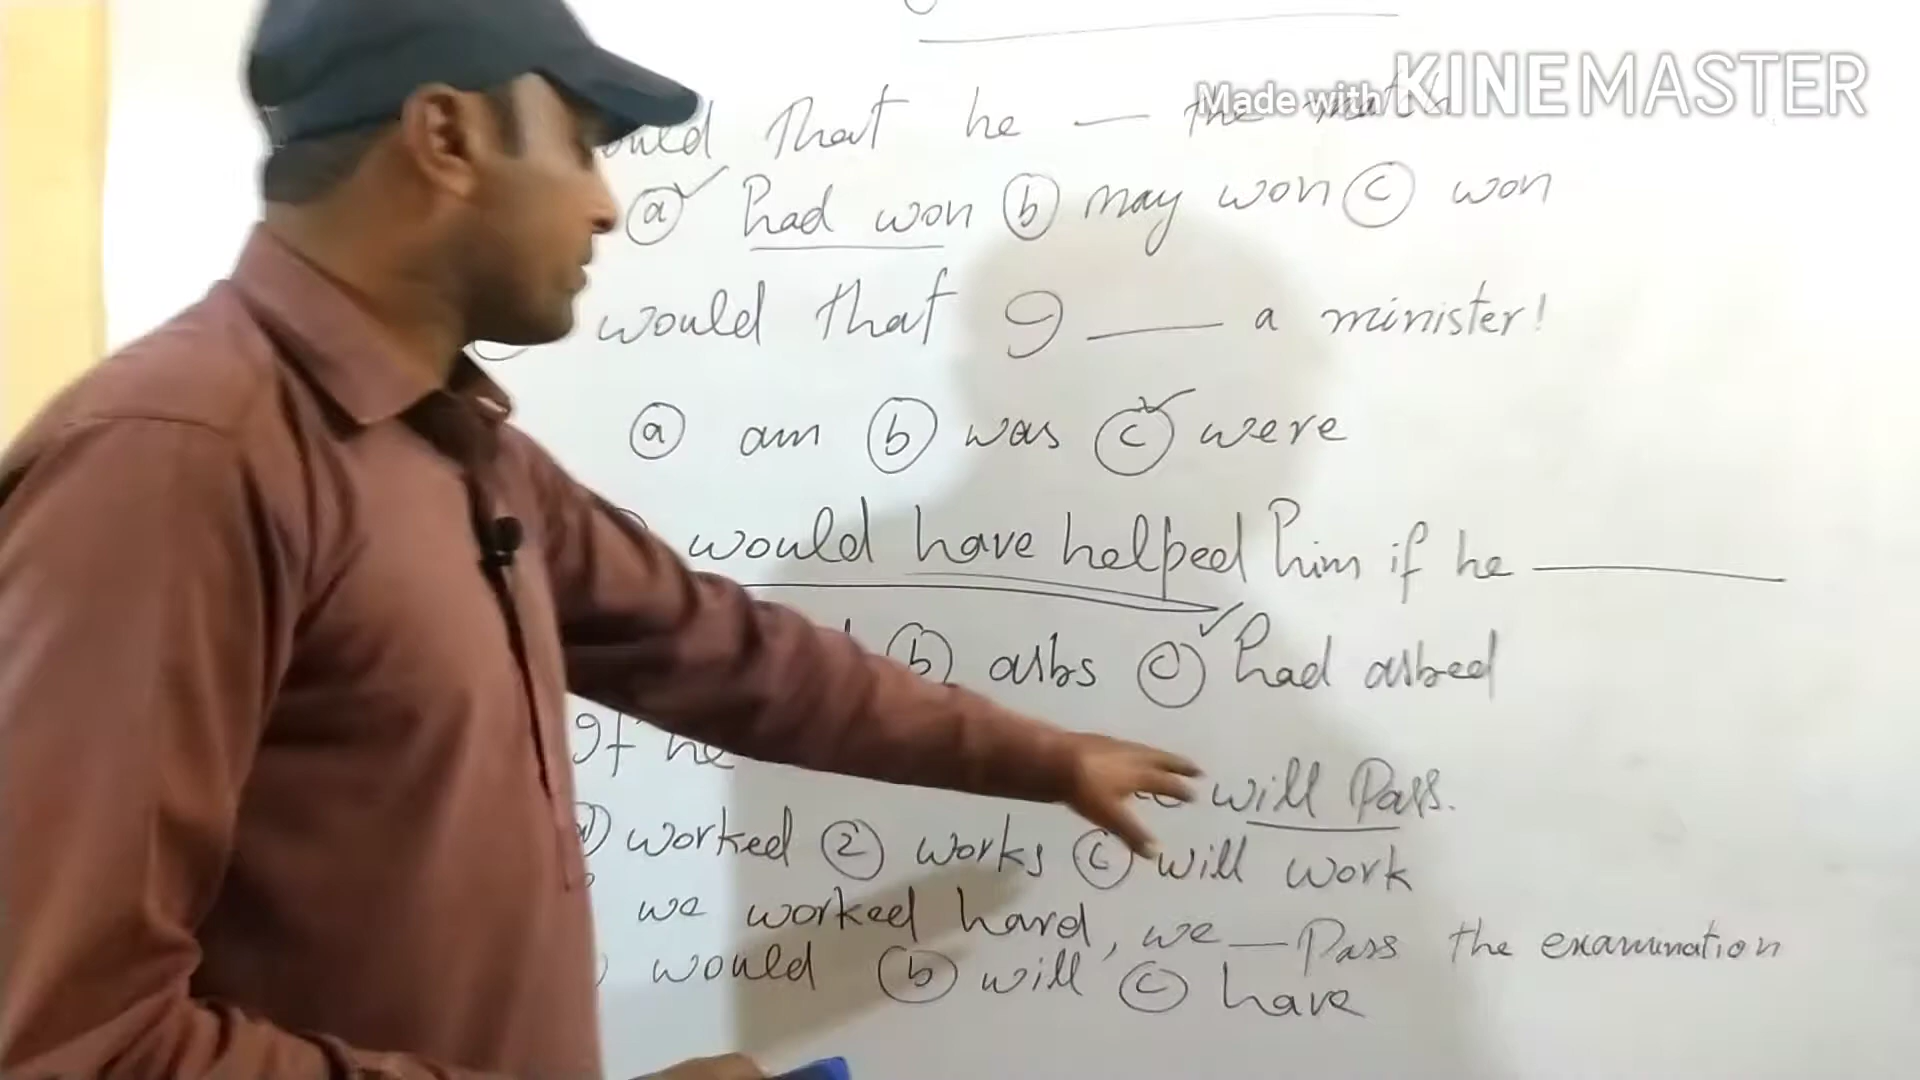 Made with KINEMASTER
would that he — the match
(a) ✓ had won (b) may won (c) won
would that I — a minister!
(a) am (b) was (c) ✓ were
would have helped him if he —
(b) asks (c) ✓ had asked
If he will Pass.
(a) worked (2) works (c) will work
we worked hard, we — Pass the examination
would (b) will (c) have